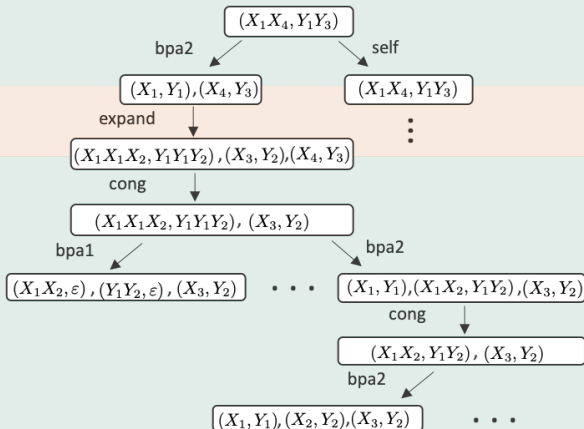 (X₁X₄, Y₁Y₃)
bpa2 self
(X₁, Y₁),(X₄, Y₃) (X₁X₄, Y₁Y₃)
expand
(X₁X₁X₂, Y₁Y₁Y₂),(X₃, Y₂),(X₄, Y₃)
cong
(X₁X₁X₂, Y₁Y₁Y₂), (X₃, Y₂)
bpa1 bpa2
(X₁X₂, ε), (Y₁Y₂, ε), (X₃, Y₂) · · · (X₁, Y₁),(X₁X₂, Y₁Y₂),(X₃, Y₂)
cong
(X₁X₂, Y₁Y₂), (X₃, Y₂)
bpa2
(X₁, Y₁),(X₂, Y₂),(X₃, Y₂) · · ·